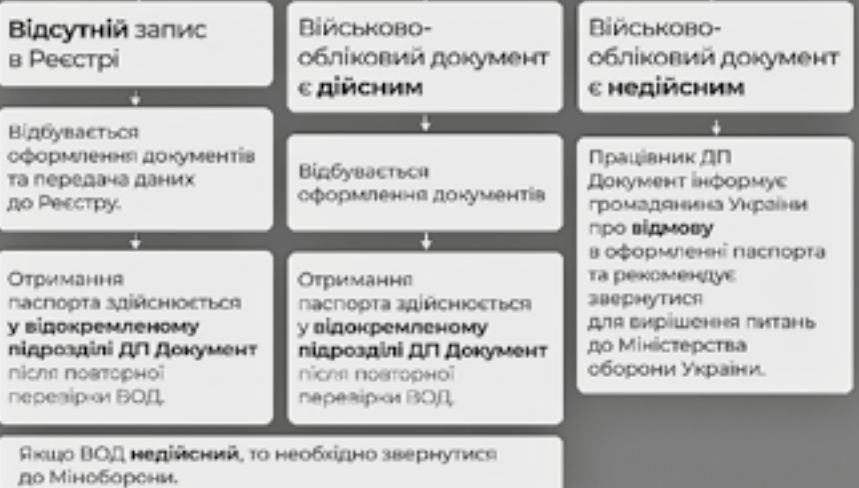 Відсутній запис
в Реєстрі
Відбувається
оформлення документів
та передача даних
до Реєстру.
Отримання
паспорта здійснюється
у відокремленому
підрозділі ДП Документ
після повторної
перевірки ВОД.
Військово-
обліковий документ
є дійсним
Відбувається
оформлення документів
Отримання
паспорта здійснюється
у відокремленому
підрозділі ДП Документ
після повторної
перевірки ВОД.
Військово-
обліковий документ
є недійсним
Працівник ДП
Документ інформує
громадянина України
про відмову
в оформленні паспорта
та рекомендує
звернутися
для вирішення питань
до Міністерства
оборони України.
Якщо ВОД недійсний, то необхідно звернутися
до Міноборони.